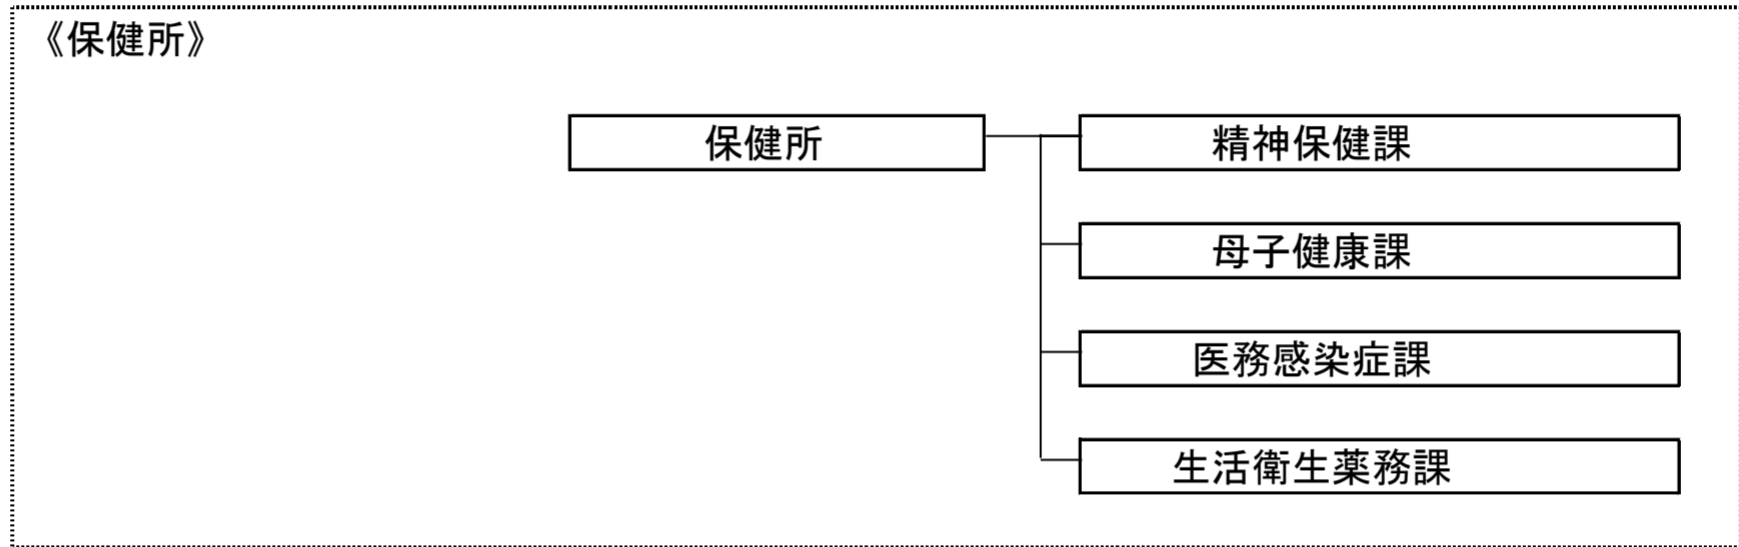 《保健所》
保健所
精神保健課
母子健康課
医務感染症課
生活衛生薬務課